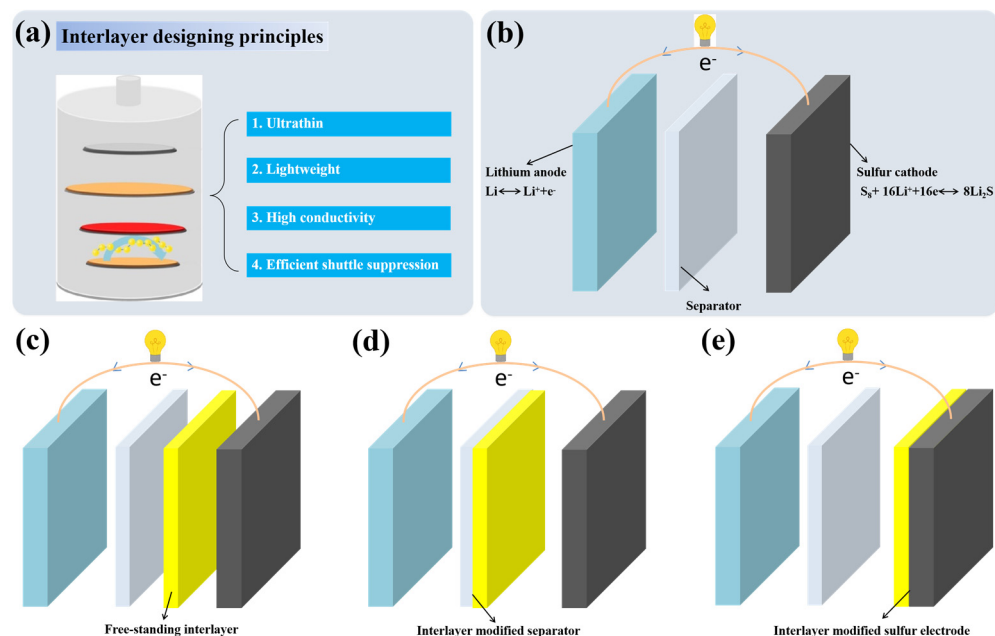 (a)
Interlayer designing principles
1. Ultrathin
2. Lightweight
3. High conductivity
4. Efficient shuttle suppression
(b)
e⁻
Lithium anode
Li⟷Li⁺+e⁻
Separator
Sulfur cathode
S₈+ 16Li⁺+16e⟷ 8Li₂S
(c)
e⁻
Free-standing interlayer
(d)
e⁻
Interlayer modified separator
(e)
e⁻
Interlayer modified sulfur electrode